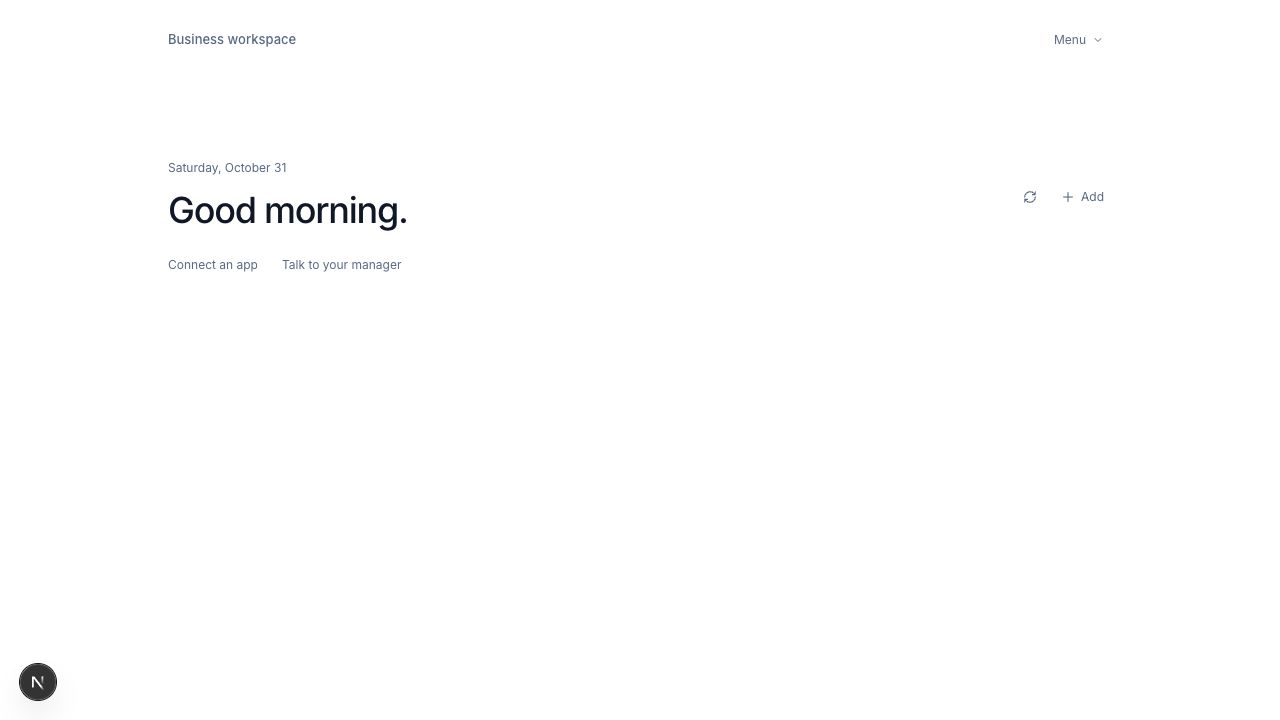 Business workspace
Menu
Saturday, October 31
Good morning.
Add
Connect an app
Talk to your manager
N